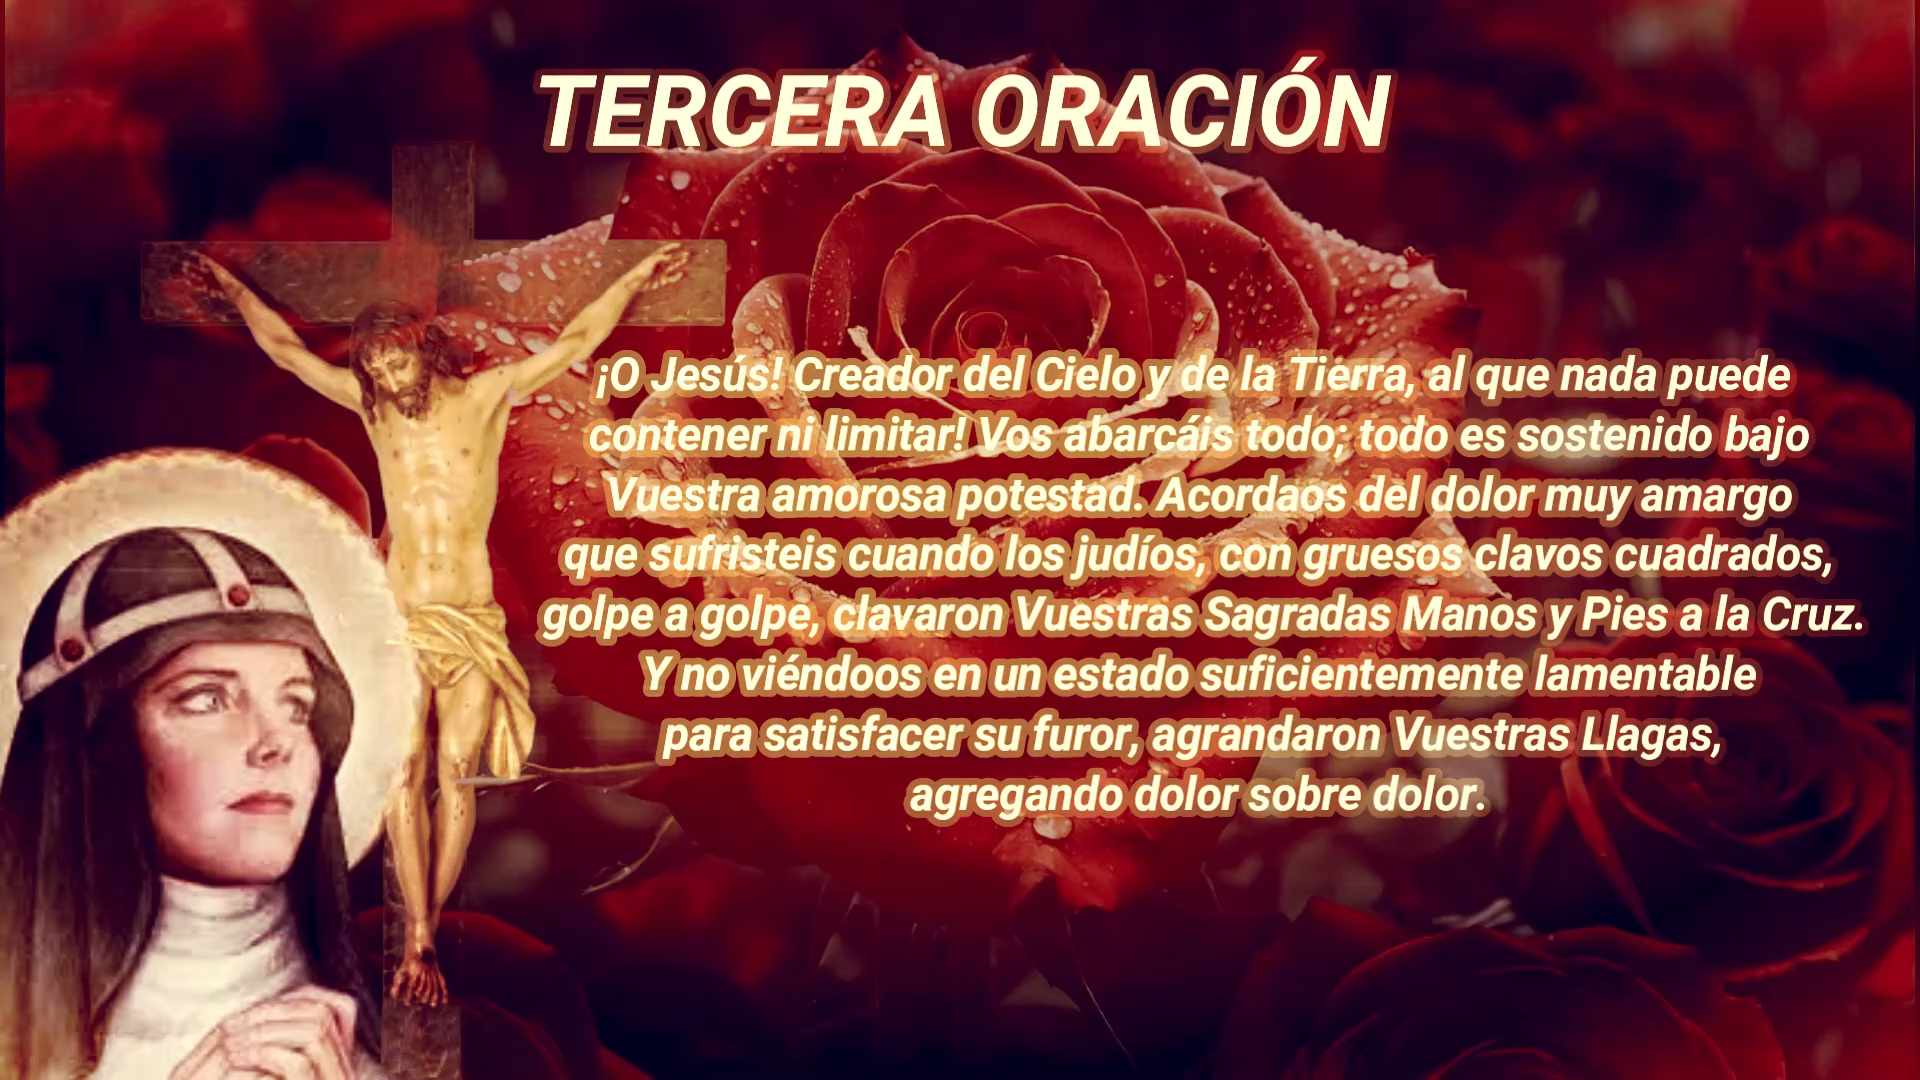 TERCERA ORACIÓN
¡O Jesús! Creador del Cielo y de la Tierra, al que nada puede
contener ni limitar! Vos abarcáis todo; todo es sostenido bajo
Vuestra amorosa potestad. Acordaos del dolor muy amargo
que sufristeis cuando los judíos, con gruesos clavos cuadrados,
golpe a golpe, clavaron Vuestras Sagradas Manos y Pies a la Cruz.
Y no viéndoos en un estado suficientemente lamentable
para satisfacer su furor, agrandaron Vuestras Llagas,
agregando dolor sobre dolor.